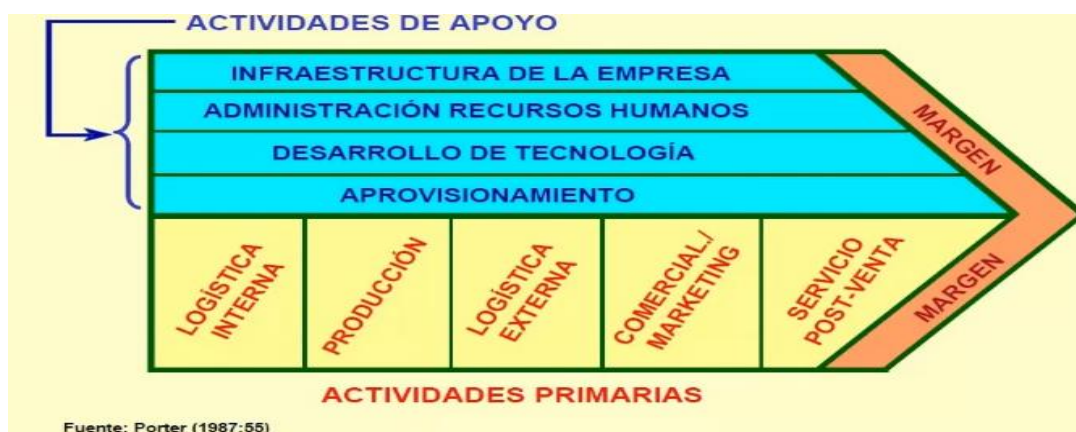 ACTIVIDADES DE APOYO
INFRAESTRUCTURA DE LA EMPRESA
ADMINISTRACIÓN RECURSOS HUMANOS
DESARROLLO DE TECNOLOGÍA
APROVISIONAMIENTO
MARGEN
LOGÍSTICA
INTERNA
PRODUCCIÓN
LOGÍSTICA
EXTERNA
COMERCIAL./
MARKETING
SERVICIO
POST-VENTA
MARGEN
ACTIVIDADES PRIMARIAS
Fuente: Porter (1987:55)